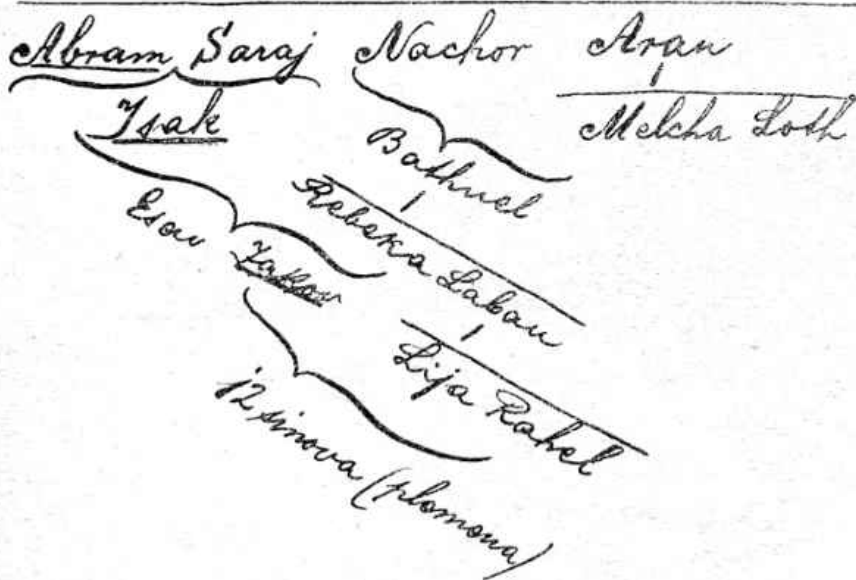 Abram Saraj Nachor Aran
Isak
Melcha Loth
Bathuel
Esau Jakov
Rebeka Laban
Lija Rahel
12 sinova (plemena)